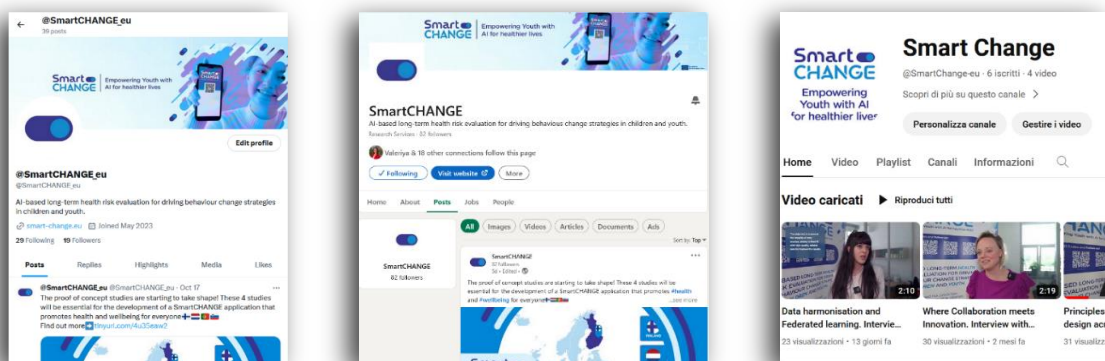 @SmartCHANGE_eu
39 posts
Smart CHANGE
Empowering Youth with
AI for healthier lives
Edit profile
@SmartCHANGE_eu
@SmartCHANGE_eu
AI-based long-term health risk evaluation for driving behaviour change strategies
in children and youth.
smart-change.eu Joined May 2023
29 Following 19 Followers
Posts Replies Highlights Media Likes
@SmartCHANGE_eu @SmartCHANGE_eu · Oct 17
The proof of concept studies are starting to take shape! These 4 studies
will be essential for the development of a SmartCHANGE application that
promotes health and wellbeing for everyone
Find out more tinyurl.com/4u35eaw2
Smart CHANGE
Empowering Youth with
AI for healthier lives
SmartCHANGE
AI-based long-term health risk evaluation for driving behaviour change strategies in children and youth.
Research Services · 82 followers
Valeriya & 18 other connections follow this page
Following Visit website More
Home About Posts Jobs People
All Images Videos Articles Documents Ads
Sort by: Top
SmartCHANGE
82 followers
SmartCHANGE
82 followers
5d · Edited
The proof of concept studies are starting to take shape! These 4 studies will be
essential for the development of a SmartCHANGE application that promotes #health
and #wellbeing for everyone
...see more
Smart
Smart
CHANGE
Empowering
Youth with AI
for healthier lives
Smart Change
@SmartChange-eu · 6 iscritti · 4 video
Scopri di più su questo canale
Personalizza canale Gestire i video
Home Video Playlist Canali Informazioni
Video caricati Riproduci tutti
2:10
2:19
Data harmonisation and
Federated learning. Intervie...
23 visualizzazioni · 13 giorni fa
Where Collaboration meets
Innovation. Interview with...
30 visualizzazioni · 2 mesi fa
Principles
design
31